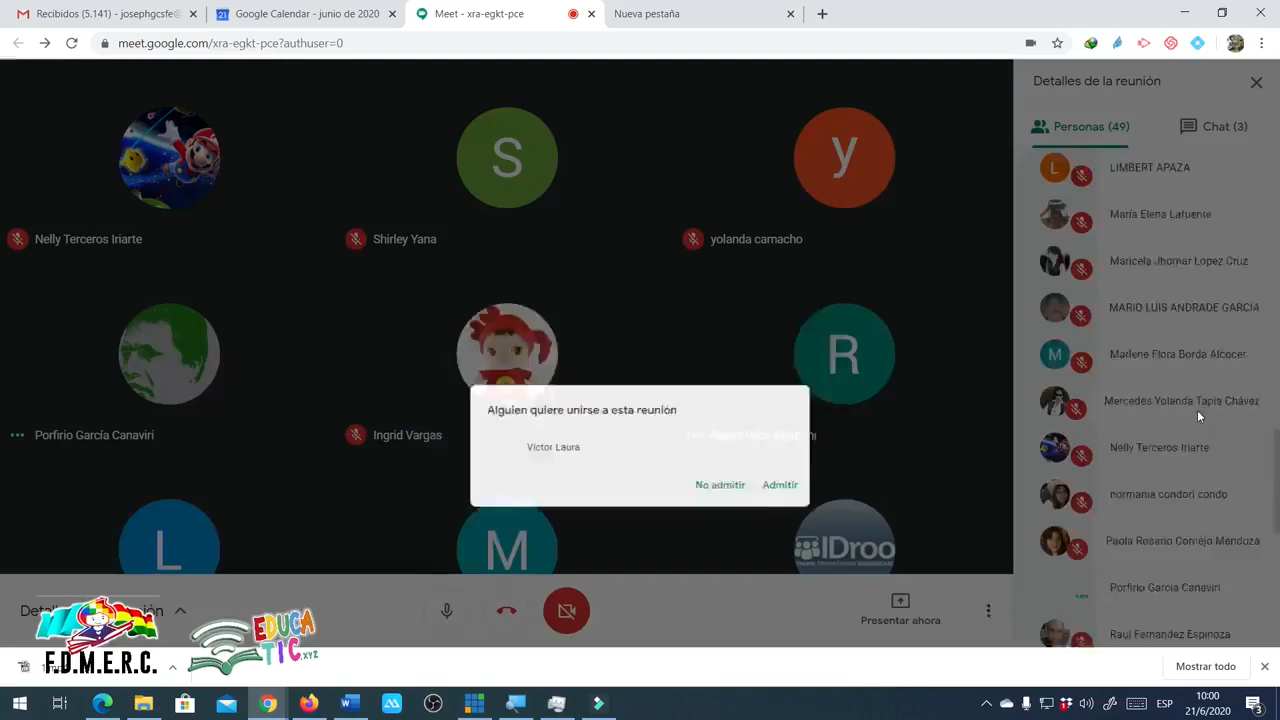 Recibidos (5.141) - josephgcsfe@
Google Calendar - junio de 2020
Meet - xra-egkt-pce
Nueva pestaña
meet.google.com/xra-egkt-pce?authuser=0
Detalles de la reunión
Personas (49)
Chat (3)
S
y
Nelly Terceros Iriarte
Shirley Yana
yolanda camacho
R
Porfirio García Canaviri
Ingrid Vargas
L
M
IDroo
Alguien quiere unirse a esta reunión
Víctor Laura
No admitir
Admitir
L
LIMBERT APAZA
María Elena Lafuente
Maricela Jhomar Lopez Cruz
MARIO LUIS ANDRADE GARCIA
M
Marlene Flora Borda Alcocer
Mercedes Yolanda Tapis Chávez
Nelly Terceros Iriarte
normania condori condo
Paola Rosario Cornejo Mendoza
Porfirio García Canaviri
Raul Fernandez Espinoza
Presentar ahora
F.D.M.E.R.C.
EDUCA
TIC.xyz
Mostrar todo
ESP
10:00
21/6/2020
3